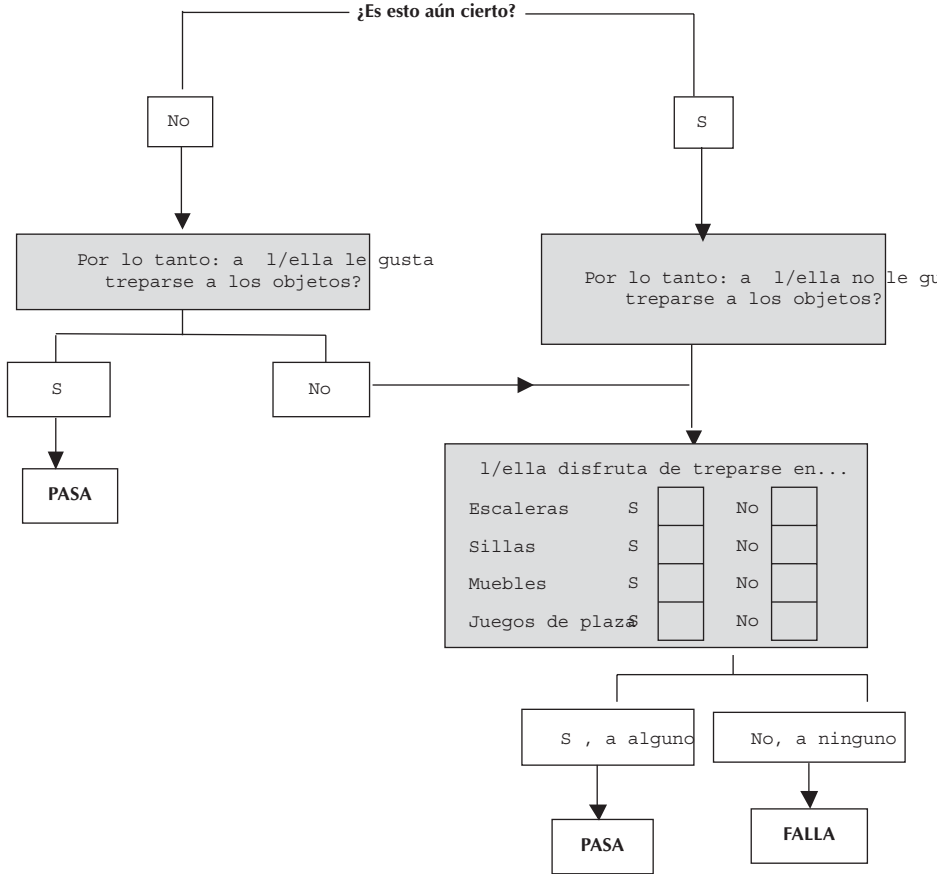 ¿Es esto aún cierto?
No
S
Por lo tanto: a l/ella le gusta
treparse a los objetos?
Por lo tanto: a l/ella no le gu
treparse a los objetos?
S
No
PASA
l/ella disfruta de treparse en...
Escaleras S No
Sillas S No
Muebles S No
Juegos de plaza S No
S , a alguno
No, a ninguno
PASA
FALLA